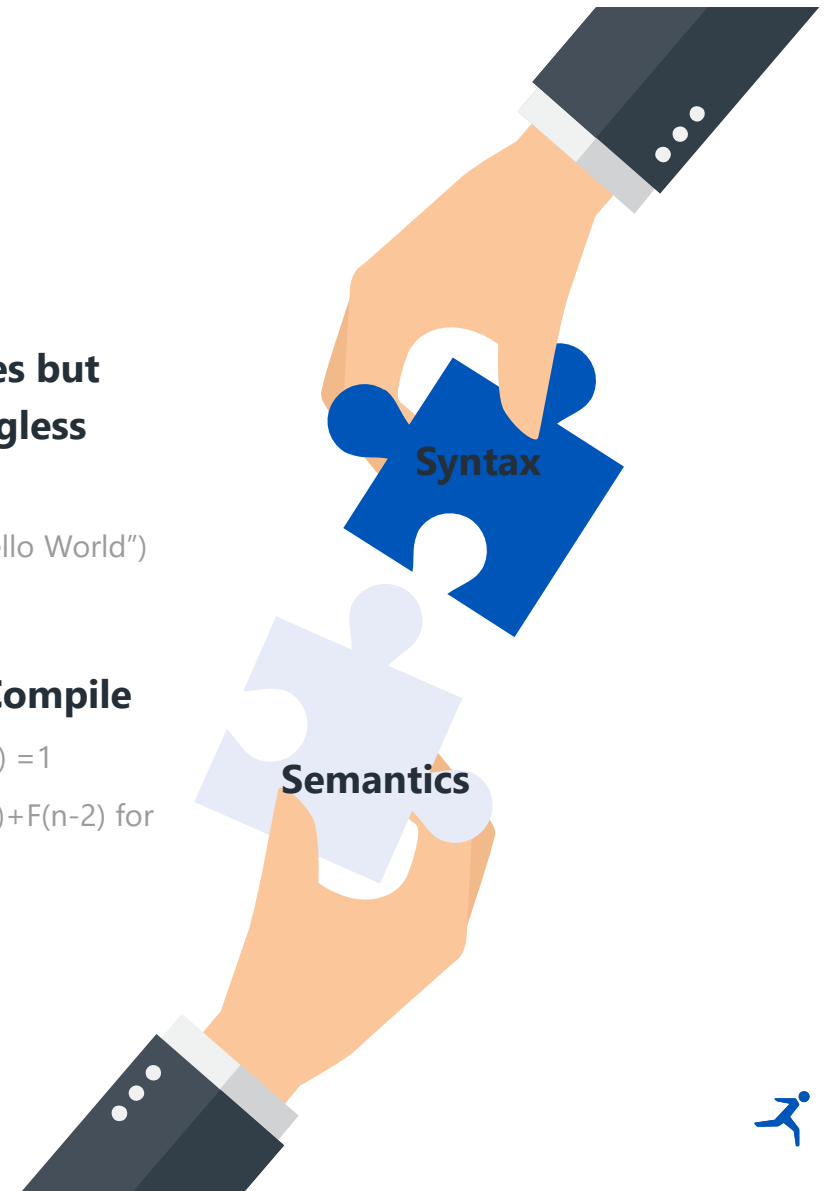 es but
gless
Syntax
llo World”)
Compile
) =1
Semantics
)+F(n-2) for